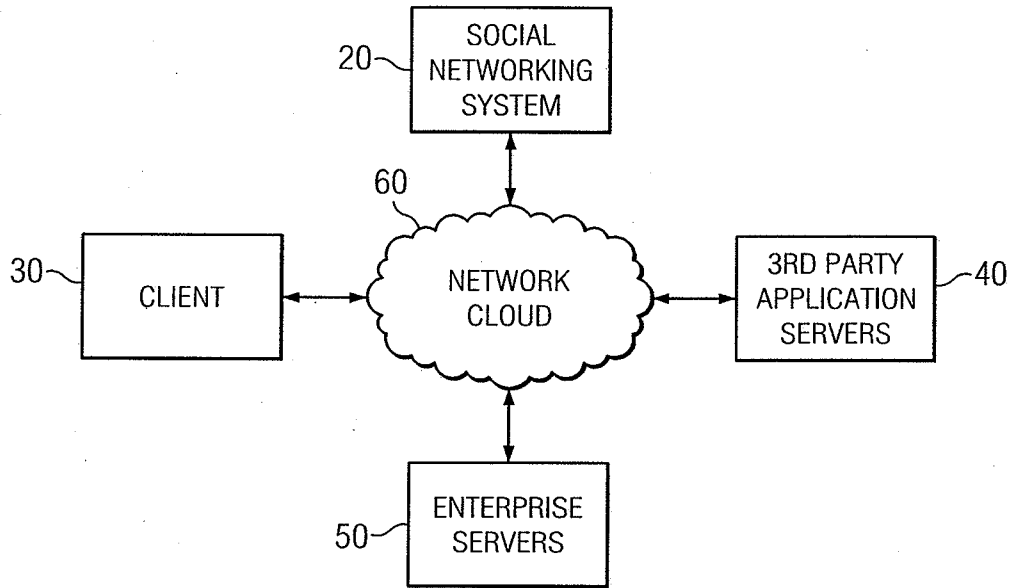 20
SOCIAL
NETWORKING
SYSTEM
60
30
CLIENT
NETWORK
CLOUD
3RD PARTY
APPLICATION
SERVERS
40
50
ENTERPRISE
SERVERS